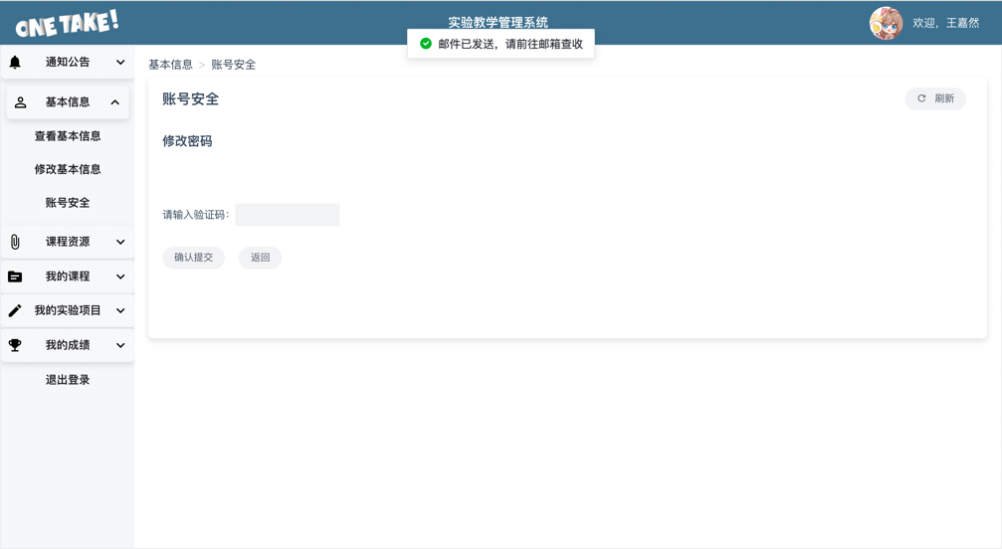 ONE TAKE!
实验教学管理系统
欢迎，王嘉然
邮件已发送，请前往邮箱查收
通知公告
基本信息
查看基本信息
修改基本信息
账号安全
课程资源
我的课程
我的实验项目
我的成绩
退出登录
基本信息 > 账号安全
账号安全
刷新
修改密码
请输入验证码：
确认提交 返回